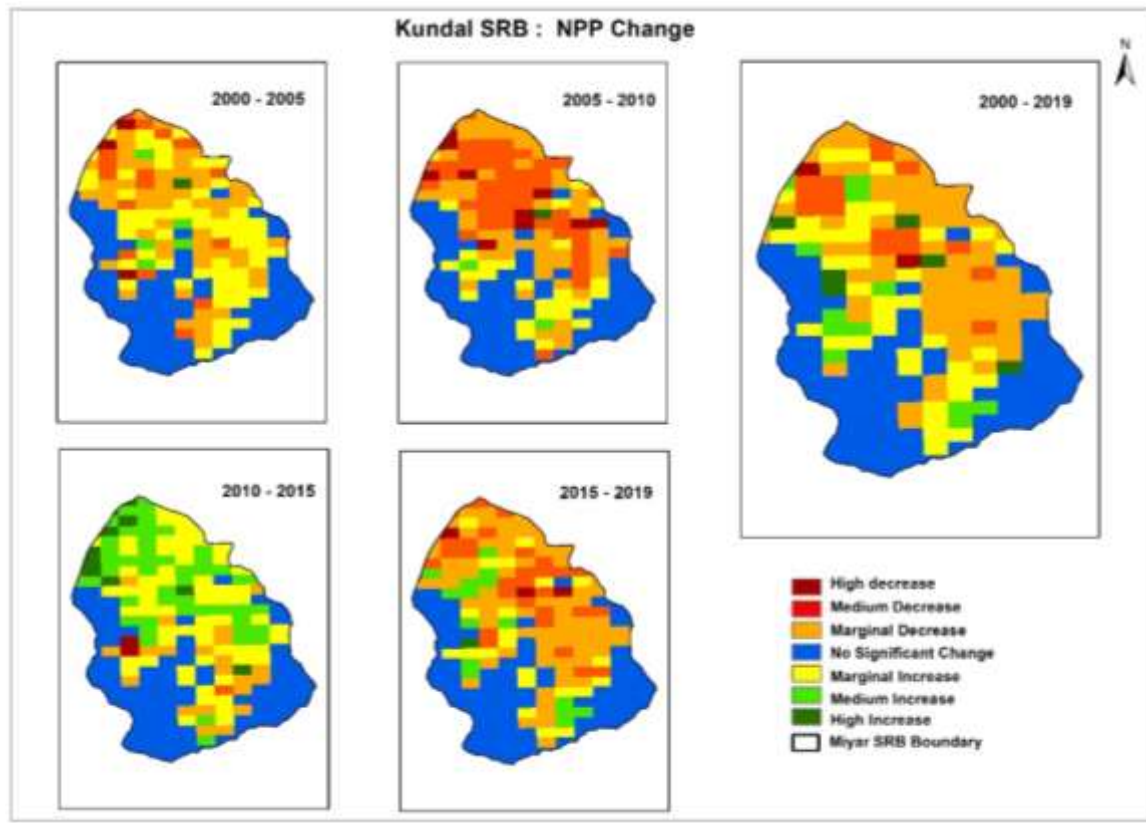 Kundal SRB : NPP Change
N
2000 - 2005
2005 - 2010
2000 - 2019
2010 - 2015
2015 - 2019
High decrease
Medium Decrease
Marginal Decrease
No Significant Change
Marginal Increase
Medium Increase
High Increase
Miyar SRB Boundary